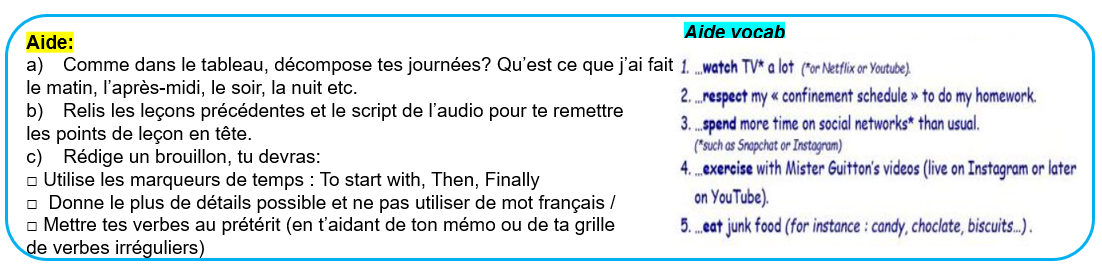 Aide:
a) Comme dans le tableau, décompose tes journées? Qu'est ce que j'ai fait
le matin, l'après-midi, le soir, la nuit etc.
b) Relis les leçons précédentes et le script de l'audio pour te remettre
les points de leçon en tête.
c) Rédige un brouillon, tu devras:
□ Utilise les marqueurs de temps : To start with, Then, Finally
□ Donne le plus de détails possible et ne pas utiliser de mot français /
□ Mettre tes verbes au prétérit (en t'aidant de ton mémo ou de ta grille
de verbes irréguliers)
Aide vocab
1. ...watch TV* a lot (*or Netflix or Youtube).
2. ...respect my « confinement schedule » to do my homework.
3. ...spend more time on social networks* than usual.
(*such as Snapchat or Instagram)
4. ...exercise with Mister Guitton's videos (live on Instagram or later
on YouTube).
5. ...eat junk food (for instance : candy, choclate, biscuits...) .